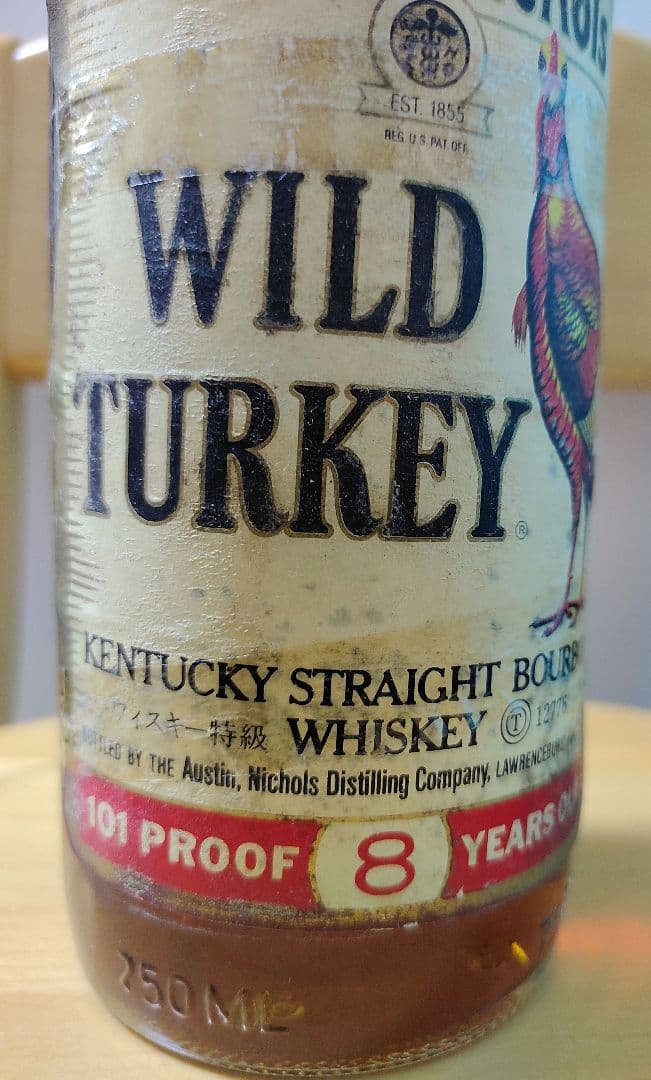 EST. 1855
REG. U.S. PAT. OFF.
WILD
TURKEY®
KENTUCKY STRAIGHT
ウィスキー特級 WHISKEY Ⓣ
BY THE Austin, Nichols Distilling Company,
101 PROOF 8 YEARS
750 ML